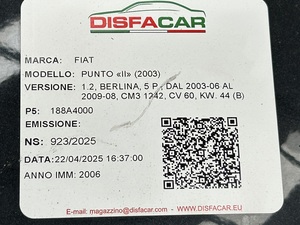 DISFACAR
MARCA: FIAT
MODELLO: PUNTO «II» (2003)
VERSIONE: 1.2, BERLINA, 5 P., DAL 2003-06 AL
2009-08, CM3 1242, CV 60, KW. 44 (B)
P5: 188A4000
EMISSIONE:
NS: 923/2025
DATA:22/04/2025 16:37:00
ANNO IMM: 2006
E-mail: magazzino@disfacar.com
WWW.DISFACAR.EU